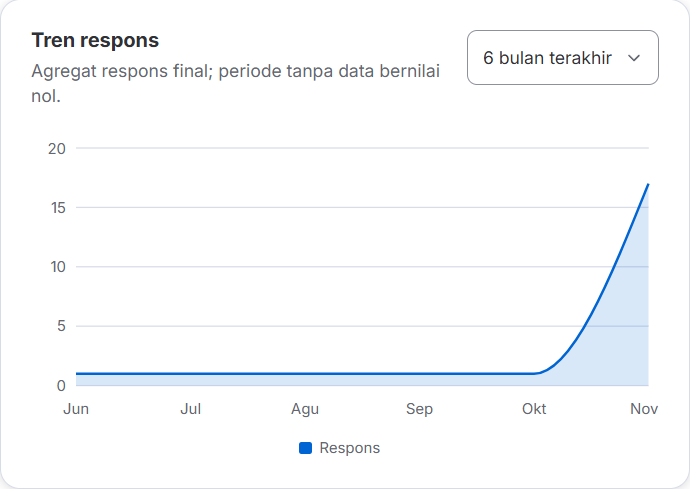 Tren respons
Agregat respons final; periode tanpa data bernilai
nol.
6 bulan terakhir
20
15
10
5
0
Jun Jul Agu Sep Okt Nov
Respons